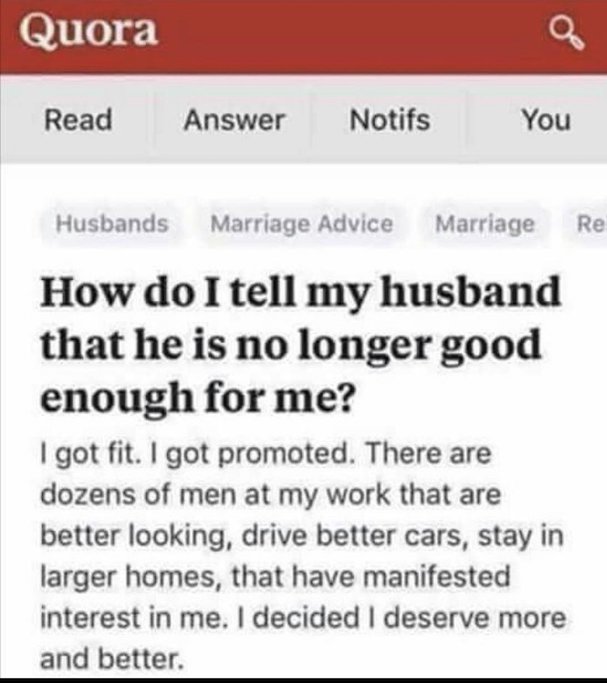 Quora
Read Answer Notifs You
Husbands Marriage Advice Marriage Re
How do I tell my husband
that he is no longer good
enough for me?
I got fit. I got promoted. There are
dozens of men at my work that are
better looking, drive better cars, stay in
larger homes, that have manifested
interest in me. I decided I deserve more
and better.